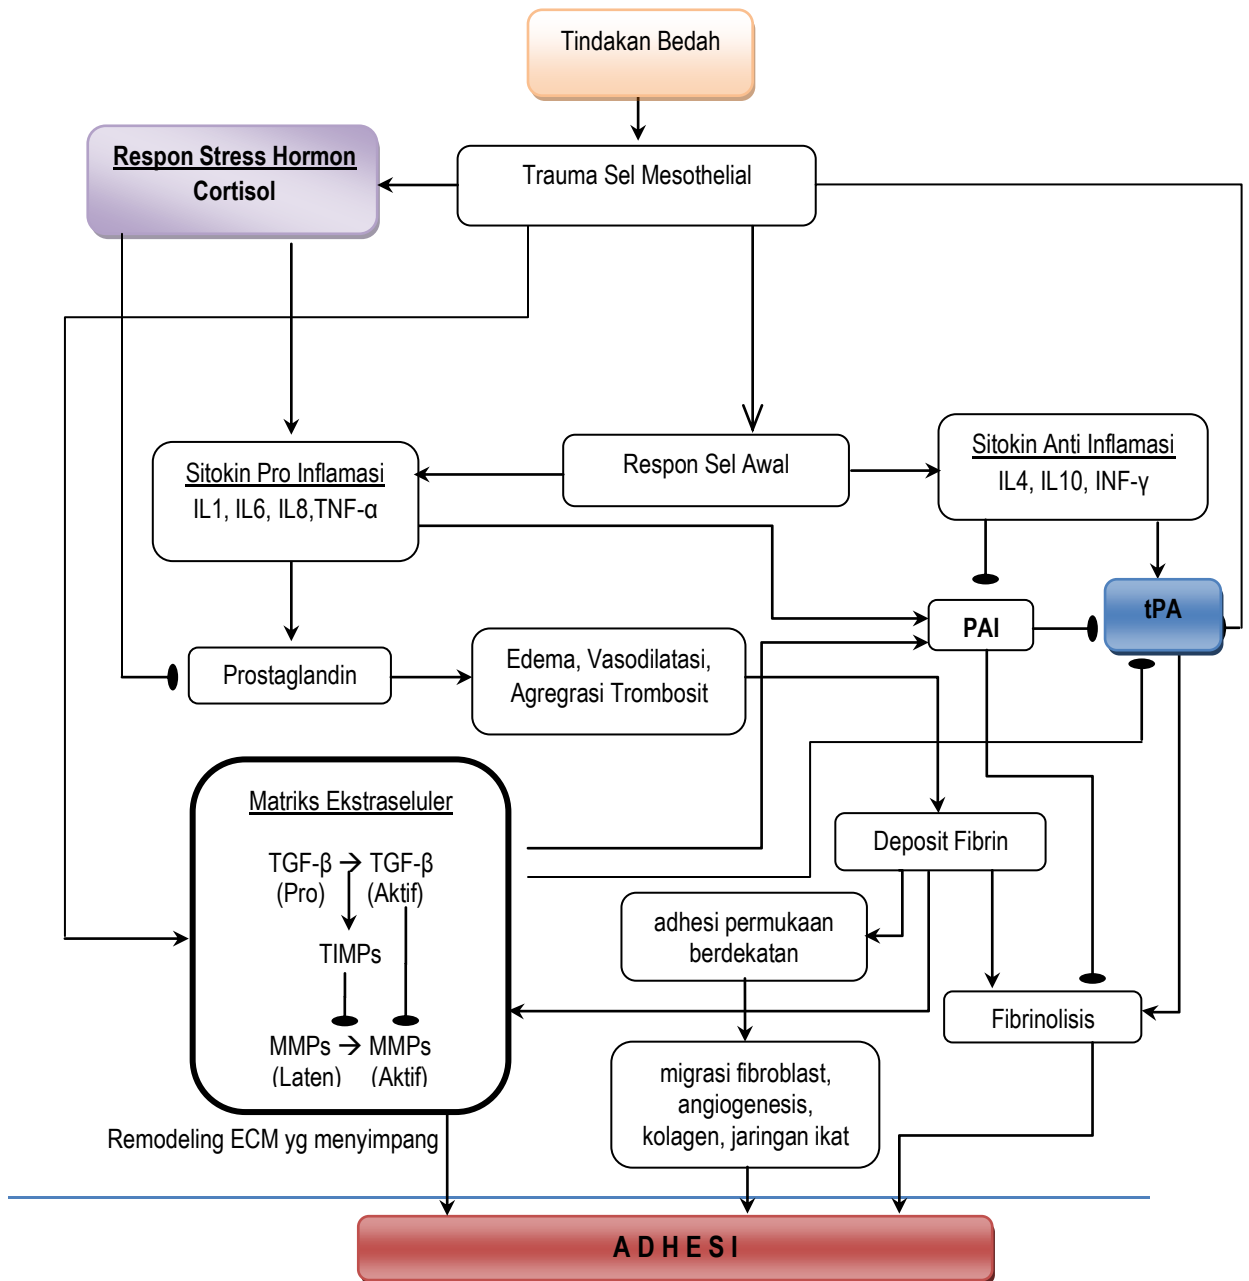 Tindakan Bedah
Respon Stress Hormon
Cortisol
Trauma Sel Mesothelial
Sitokin Pro Inflamasi
IL1, IL6, IL8,TNF-α
Respon Sel Awal
Sitokin Anti Inflamasi
IL4, IL10, INF-γ
PAI
tPA
Prostaglandin
Edema, Vasodilatasi,
Agregrasi Trombosit
Matriks Ekstraseluler
TGF-β → TGF-β
(Pro) (Aktif)
TIMPs
MMPs → MMPs
(Laten) (Aktif)
Deposit Fibrin
adhesi permukaan
berdekatan
Fibrinolisis
migrasi fibroblast,
angiogenesis,
kolagen, jaringan ikat
Remodeling ECM yg menyimpang
A D H E S I